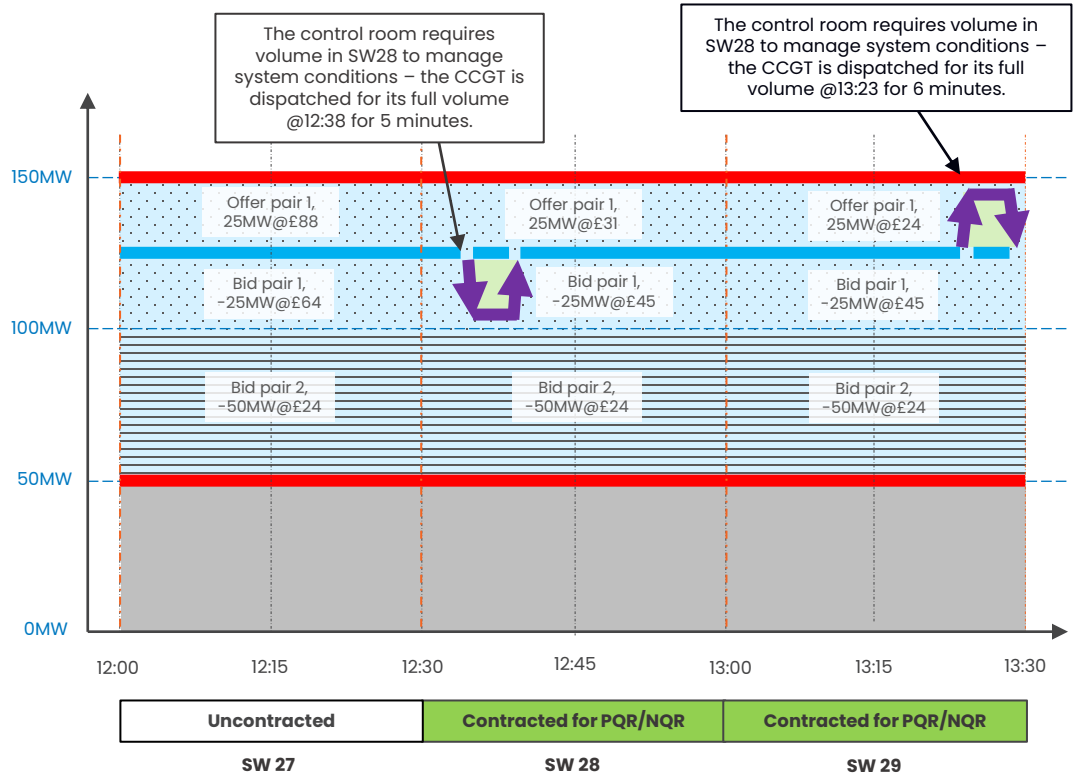 The control room requires
volume in SW28 to manage
system conditions – the CCGT is
dispatched for its full volume
@12:38 for 5 minutes.
The control room requires volume in
SW28 to manage system conditions –
the CCGT is dispatched for its full
volume @13:23 for 6 minutes.
150MW
Offer pair 1,
25MW@£88
Offer pair 1,
25MW@£31
Offer pair 1,
25MW@£24
Bid pair 1,
-25MW@£64
Bid pair 1,
-25MW@£45
Bid pair 1,
-25MW@£45
100MW
Bid pair 2,
-50MW@£24
Bid pair 2,
-50MW@£24
Bid pair 2,
-50MW@£24
50MW
0MW
12:00
12:15
12:30
12:45
13:00
13:15
13:30
Uncontracted
Contracted for PQR/NQR
Contracted for PQR/NQR
SW 27
SW 28
SW 29